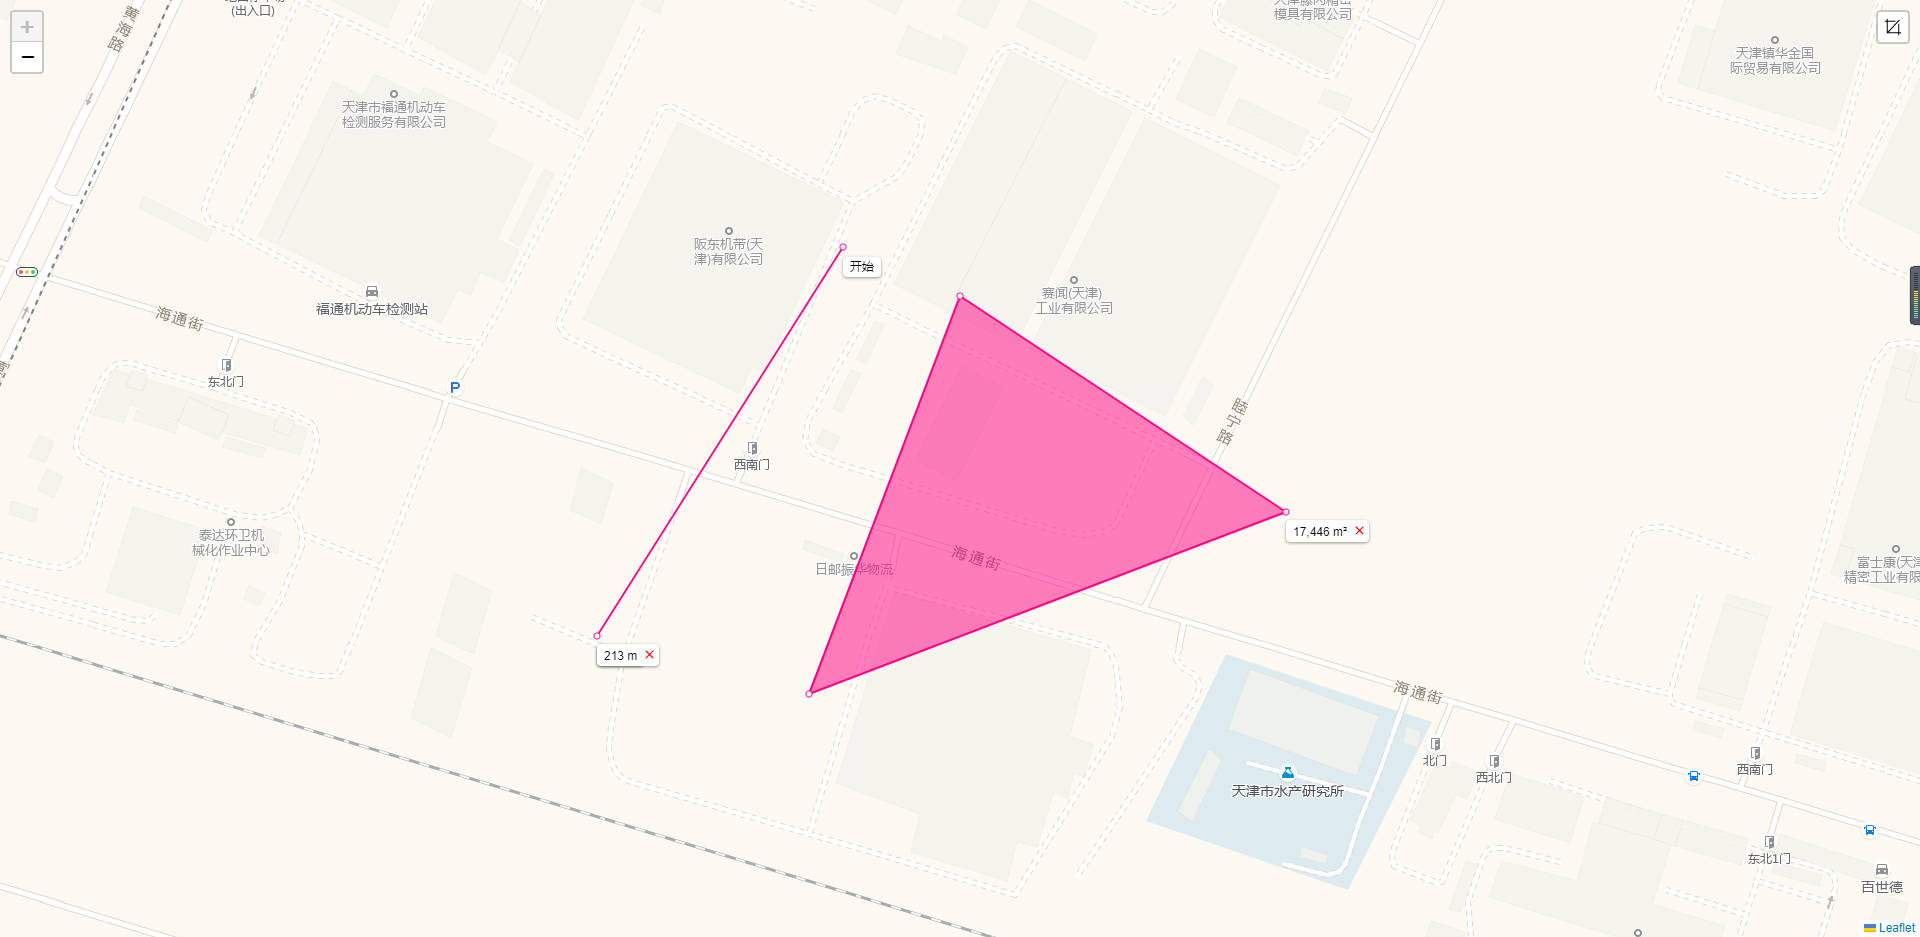 +
−
黄海路
(出入口)
模具有限公司
天津镇华金国
际贸易有限公司
天津市福通机动车
检测服务有限公司
阪东机带(天
津)有限公司
开始
赛闻(天津)
工业有限公司
福通机动车检测站
海通街
东北门
P
睦宁路
西南门
17,446 m²
泰达环卫机
械化作业中心
海通街
日邮振华物流
富士康(天津
精密工业有限
213 m
海通街
北门
西北门
西南门
天津市水产研究所
东北1门
百世德
Leaflet